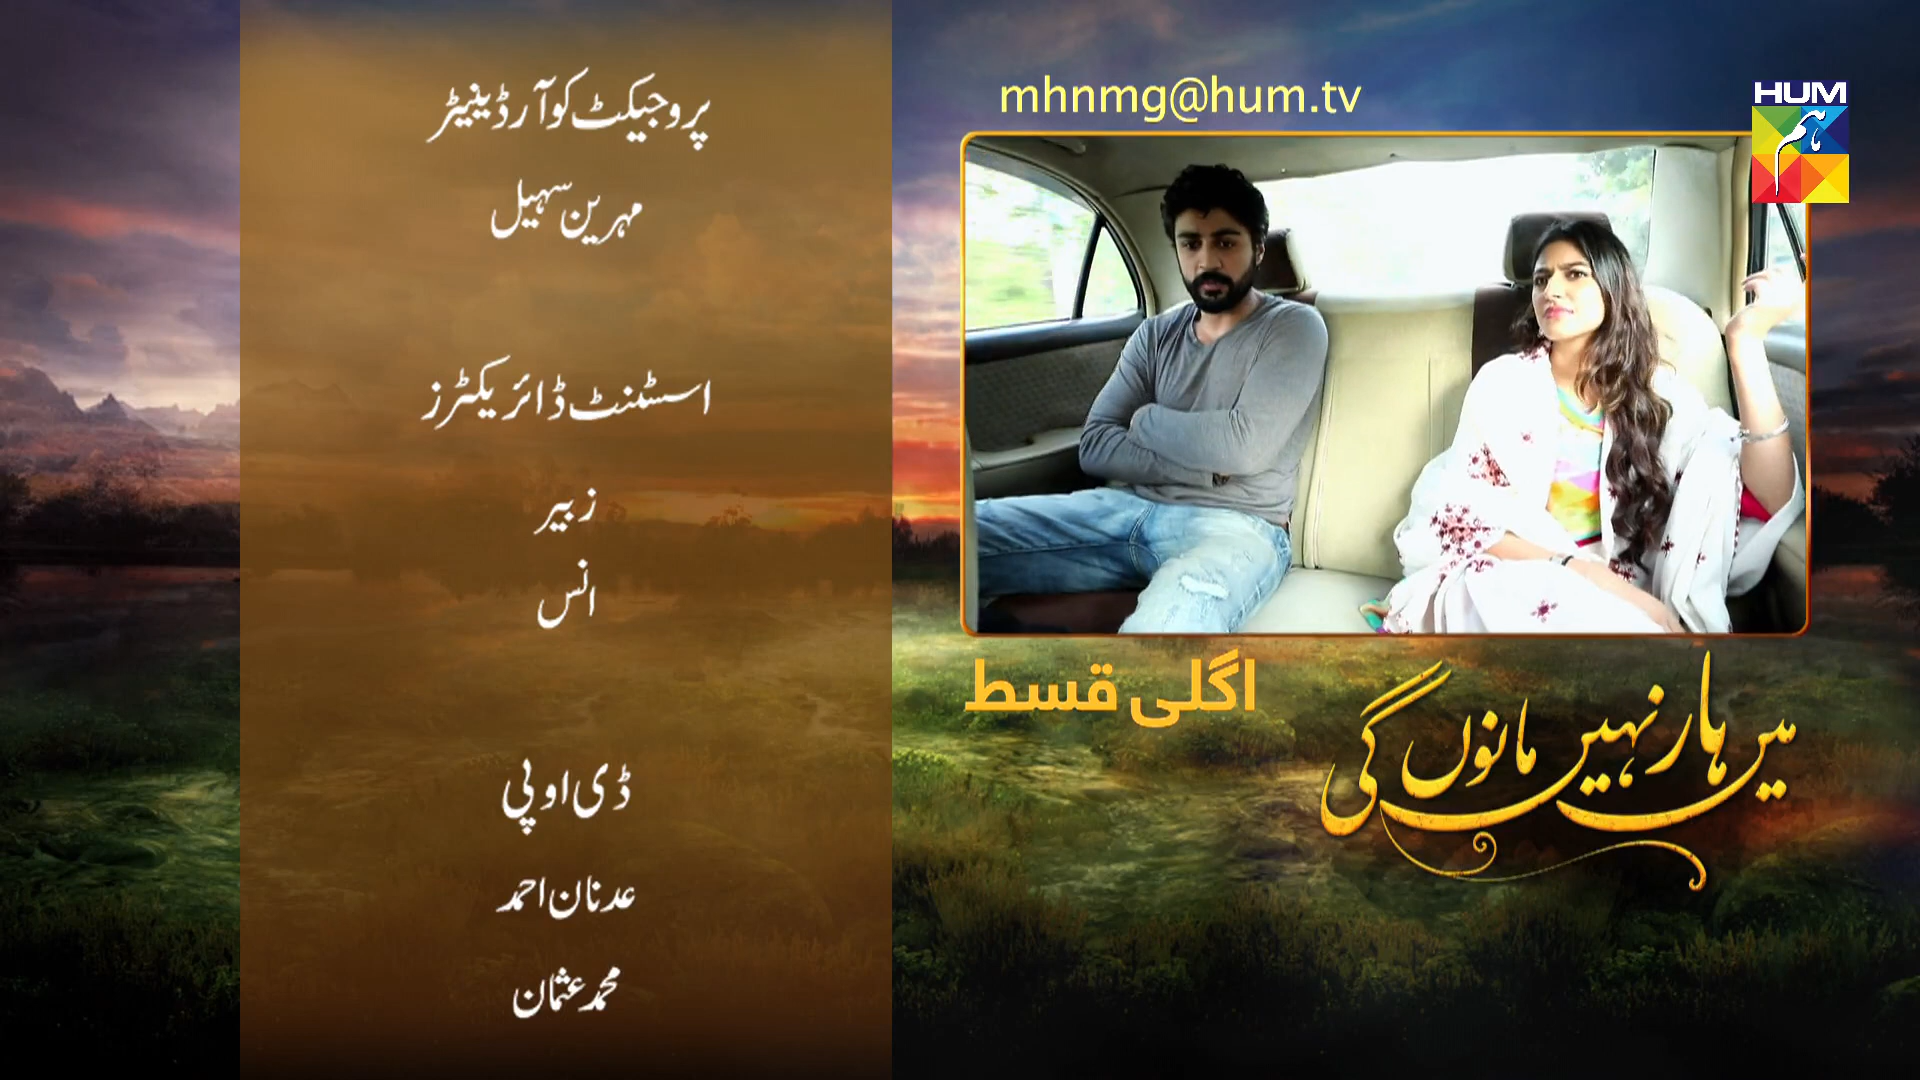 پروجیکٹ کوآرڈینیٹر
مہرین سہیل
اسسٹنٹ ڈائریکٹرز
زبیر
انس
ڈی او پی
عدنان احمد
محمد عثمان
mhnmg@hum.tv
HUM
ہم
اگلی قسط
میں ہار نہیں مانوں گی